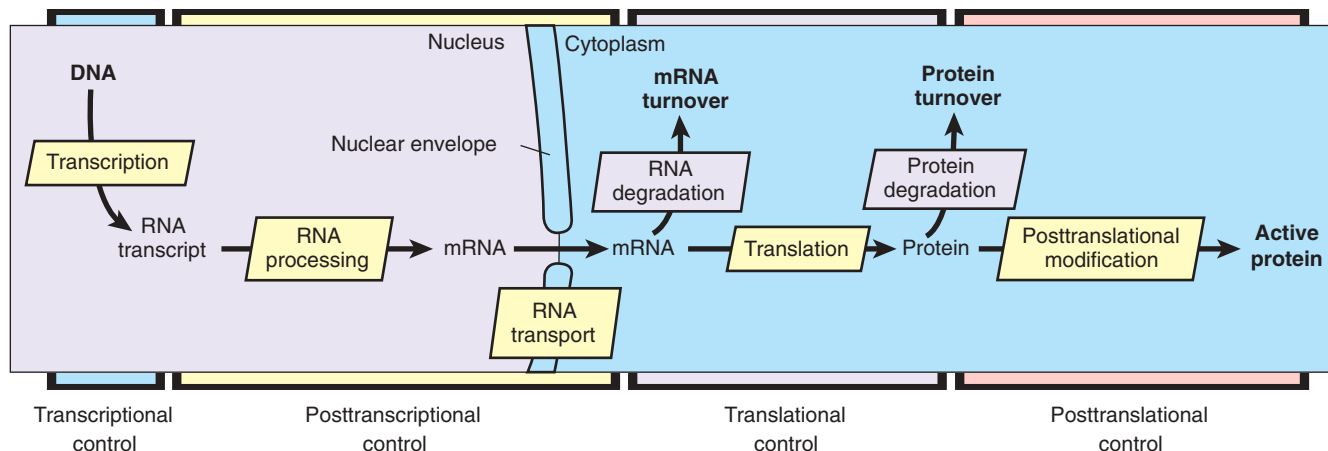 Nucleus
Cytoplasm
DNA
mRNA
turnover
Protein
turnover
Nuclear envelope
Transcription
RNA
degradation
Protein
degradation
RNA
transcript
RNA
processing
mRNA
mRNA
Translation
Protein
Posttranslational
modification
Active
protein
RNA
transport
Transcriptional
control
Posttranscriptional
control
Translational
control
Posttranslational
control